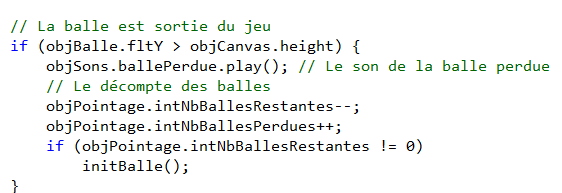 // La balle est sortie du jeu
if (objBalle.fltY > objCanvas.height) {
    objSons.ballePerdue.play(); // Le son de la balle perdue
    // Le décompte des balles
    objPointage.intNbBallesRestantes--;
    objPointage.intNbBallesPerdues++;
    if (objPointage.intNbBallesRestantes != 0)
        initBalle();
}